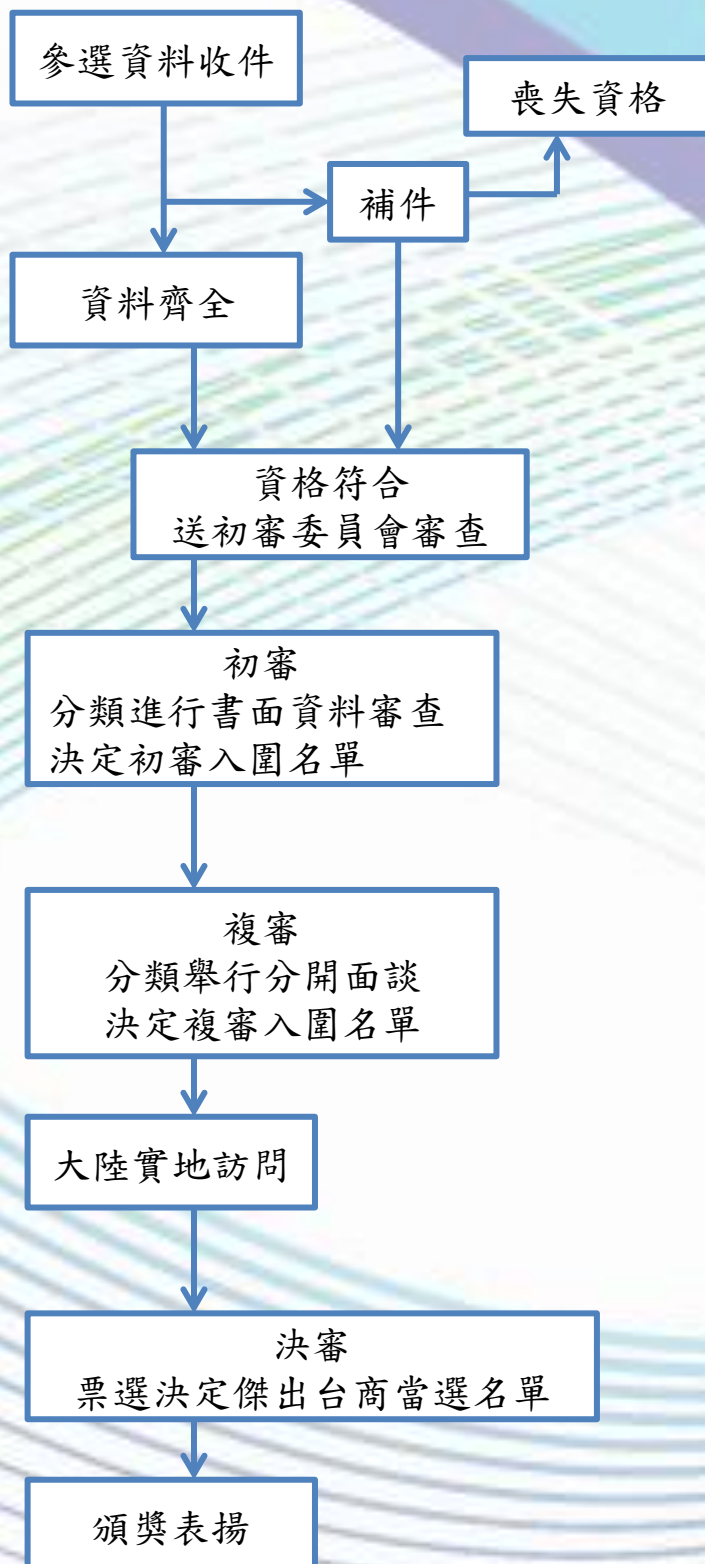 參選資料收件
喪失資格
補件
資料齊全
資格符合
送初審委員會審查
初審
分類進行書面資料審查
決定初審入圍名單
複審
分類舉行分開面談
決定複審入圍名單
大陸實地訪問
決審
票選決定傑出台商當選名單
頒獎表揚